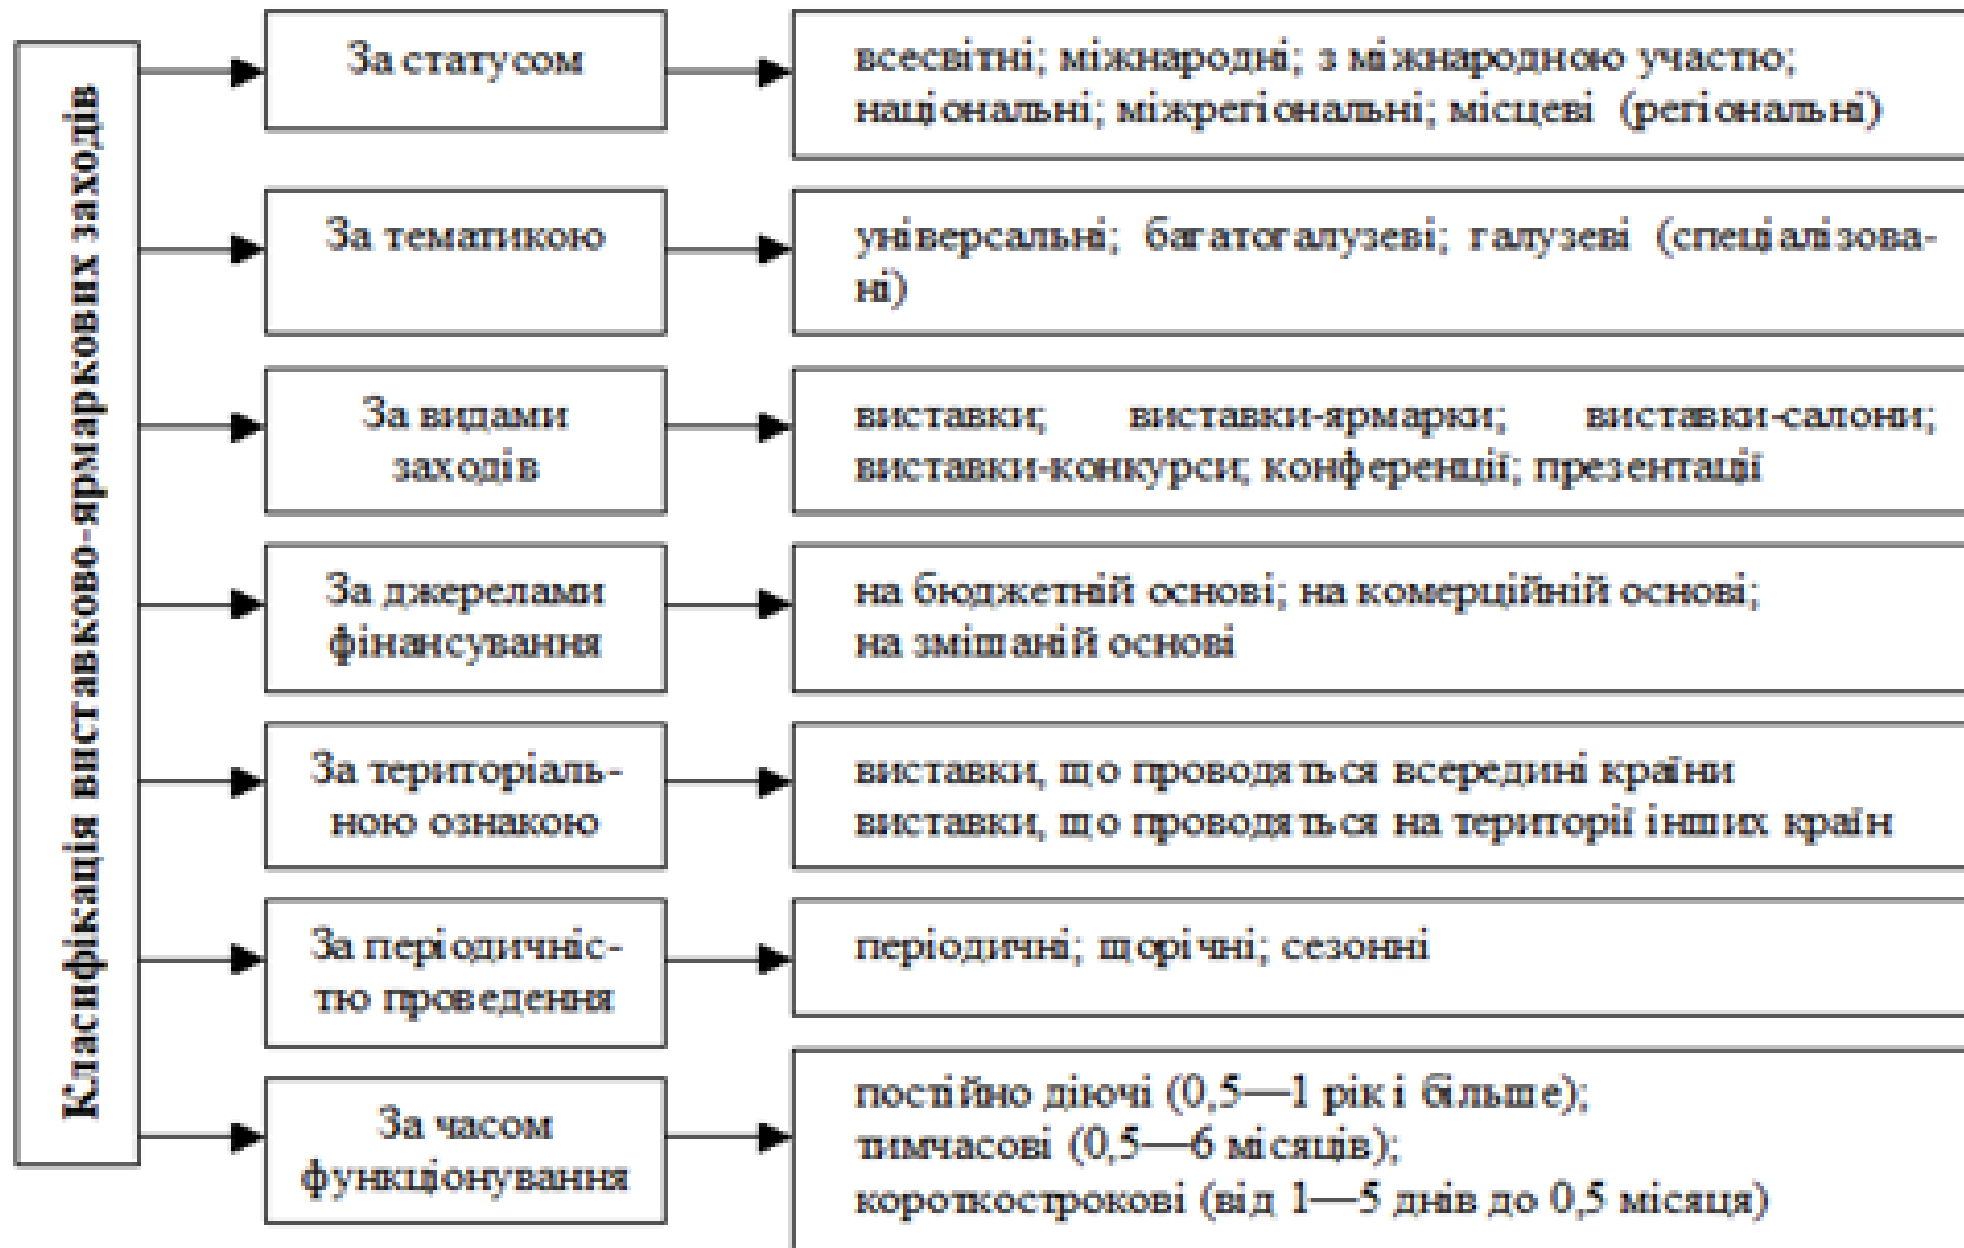 Класифікація виставково-ярмаркових заходів
За статусом
всесвітні; міжнародні; з міжнародною участю;
національні; міжрегіональні; місцеві (регіональні)
За тематикою
універсальні; багатогалузеві; галузеві (спеціалізова-
ні)
За видами
заходів
виставки; виставки-ярмарки; виставки-салони;
виставки-конкурси; конференції; презентації
За джерелами
фінансування
на бюджетній основі; на комерційній основі;
на змішаній основі
За територіаль-
ною ознакою
виставки, що проводяться всередині країни
виставки, що проводяться на території інших країн
За періодичніс-
тю проведення
періодичні; щорічні; сезонні
За часом
функціонування
постійно діючі (0,5—1 рік і більше);
тимчасові (0,5—6 місяців);
короткострокові (від 1—5 днів до 0,5 місяця)